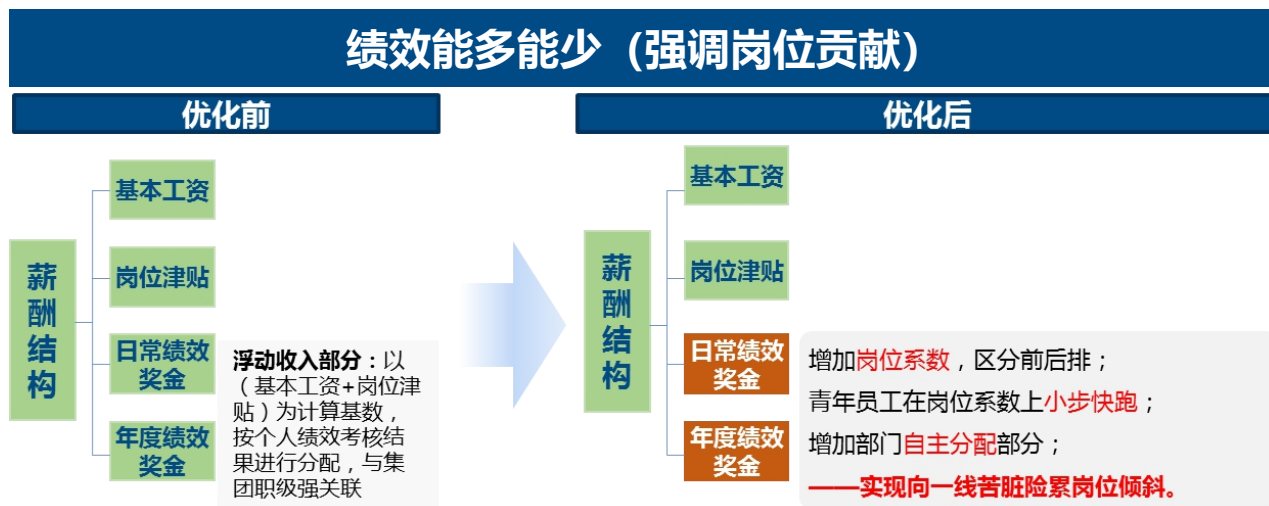 绩效能多能少（强调岗位贡献）
优化前
薪酬结构
基本工资
岗位津贴
日常绩效
奖金
年度绩效
奖金
浮动收入部分：以
（基本工资+岗位津
贴）为计算基数，
按个人绩效考核结
果进行分配，与集
团职级强关联
优化后
薪酬结构
基本工资
岗位津贴
日常绩效
奖金
年度绩效
奖金
增加岗位系数，区分前后排；
青年员工在岗位系数上小步快跑；
增加部门自主分配部分；
——实现向一线苦脏险累岗位倾斜。